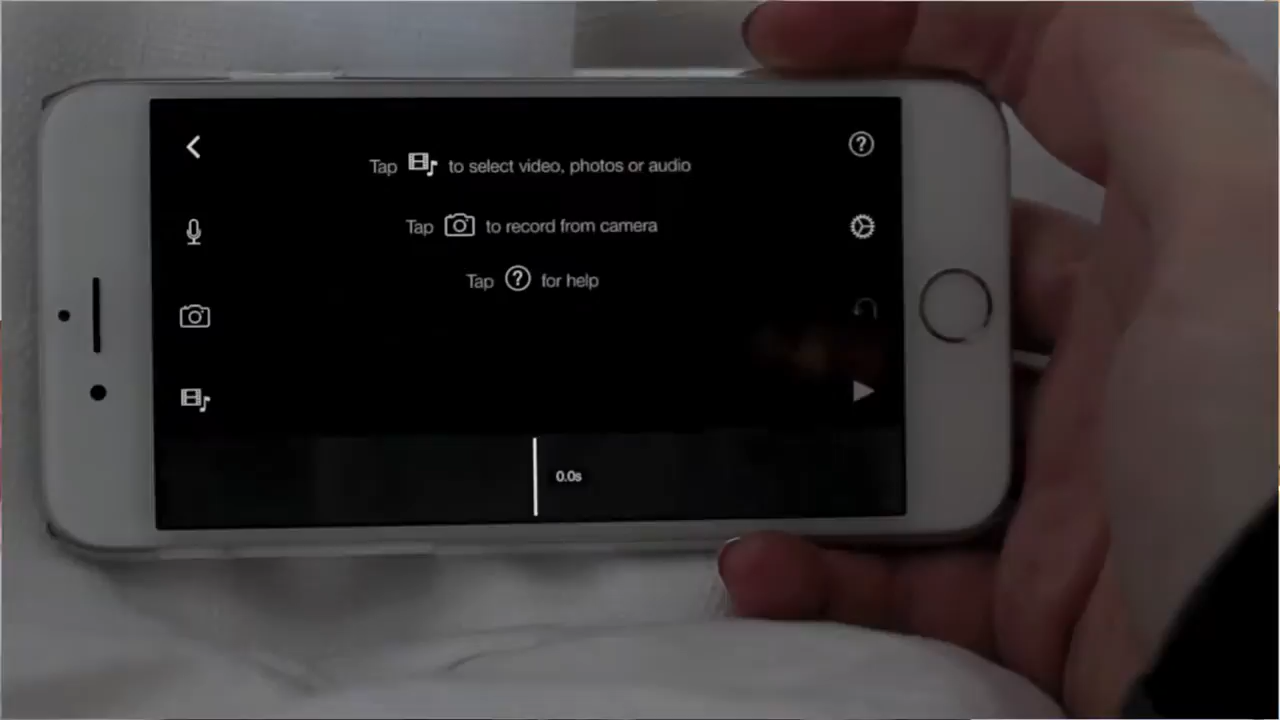 Tap to select video, photos or audio
Tap to record from camera
Tap ? for help
0.0s